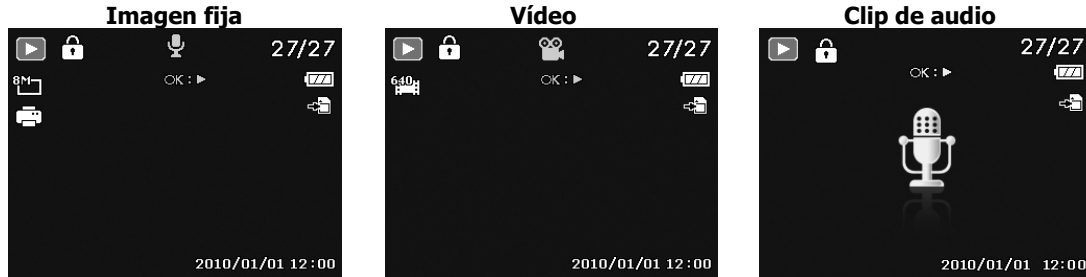 Imagen fija
Vídeo
Clip de audio
27/27
27/27
27/27
8M
OK:
640
OK:
OK:
2010/01/01 12:00
2010/01/01 12:00
2010/01/01 12:00